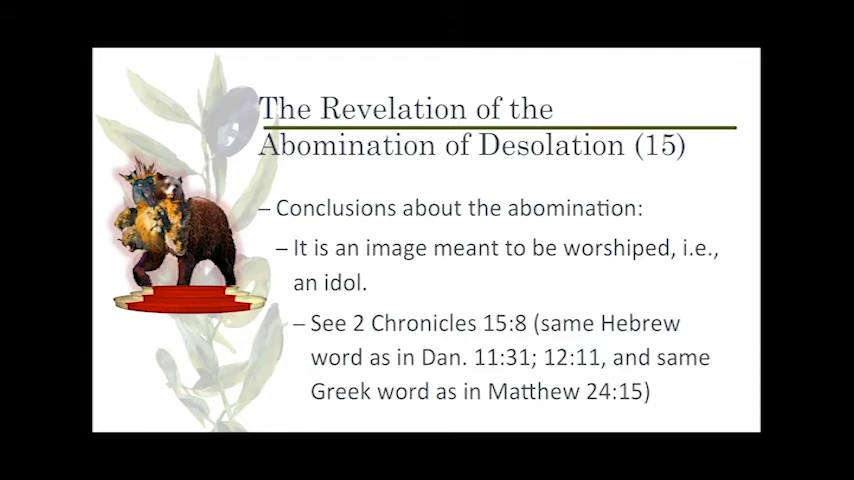 The Revelation of the
Abomination of Desolation (15)
– Conclusions about the abomination:
– It is an image meant to be worshiped, i.e.,
an idol.
– See 2 Chronicles 15:8 (same Hebrew
word as in Dan. 11:31; 12:11, and same
Greek word as in Matthew 24:15)